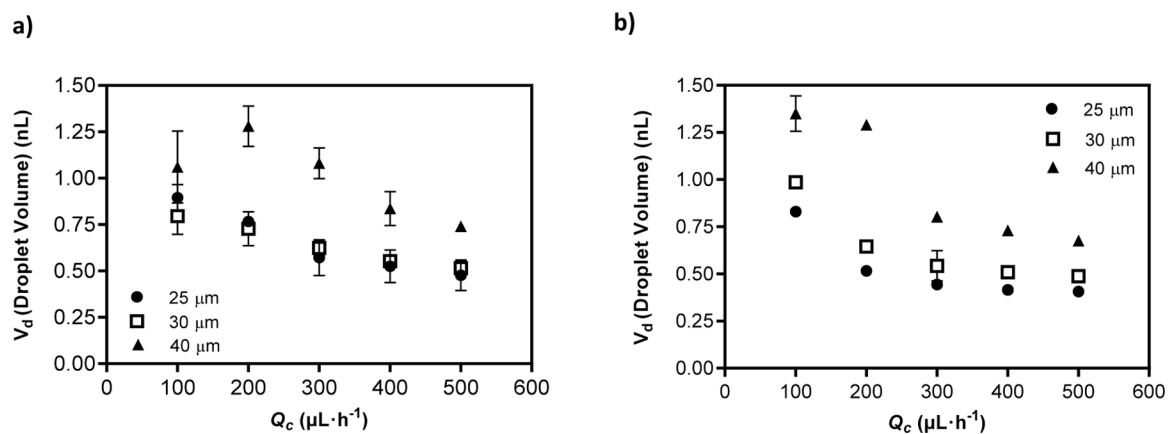 a)
V_d (Droplet Volume) (nL)
1.50
1.25
1.00
0.75
0.50
0.25
0.00
25 μm
30 μm
40 μm
0 100 200 300 400 500 600
Q_c (μL·h⁻¹)
b)
V_d (Droplet Volume) (nL)
1.50
1.25
1.00
0.75
0.50
0.25
0.00
25 μm
30 μm
40 μm
0 100 200 300 400 500 600
Q_c (μL·h⁻¹)